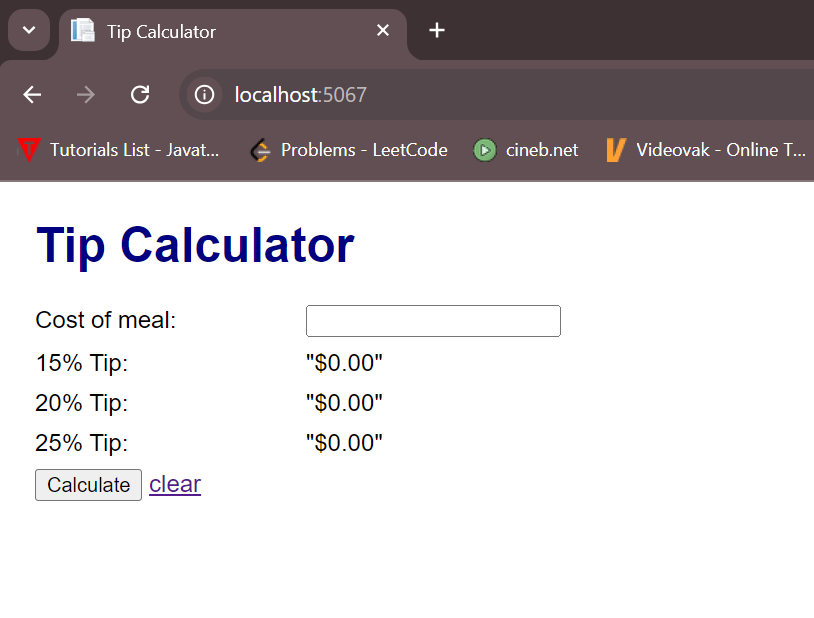 Tip Calculator
localhost:5067
Tutorials List - Javat... Problems - LeetCode cineb.net Videovak - Online T...
Tip Calculator
Cost of meal:
15% Tip: "$0.00"
20% Tip: "$0.00"
25% Tip: "$0.00"
Calculate clear